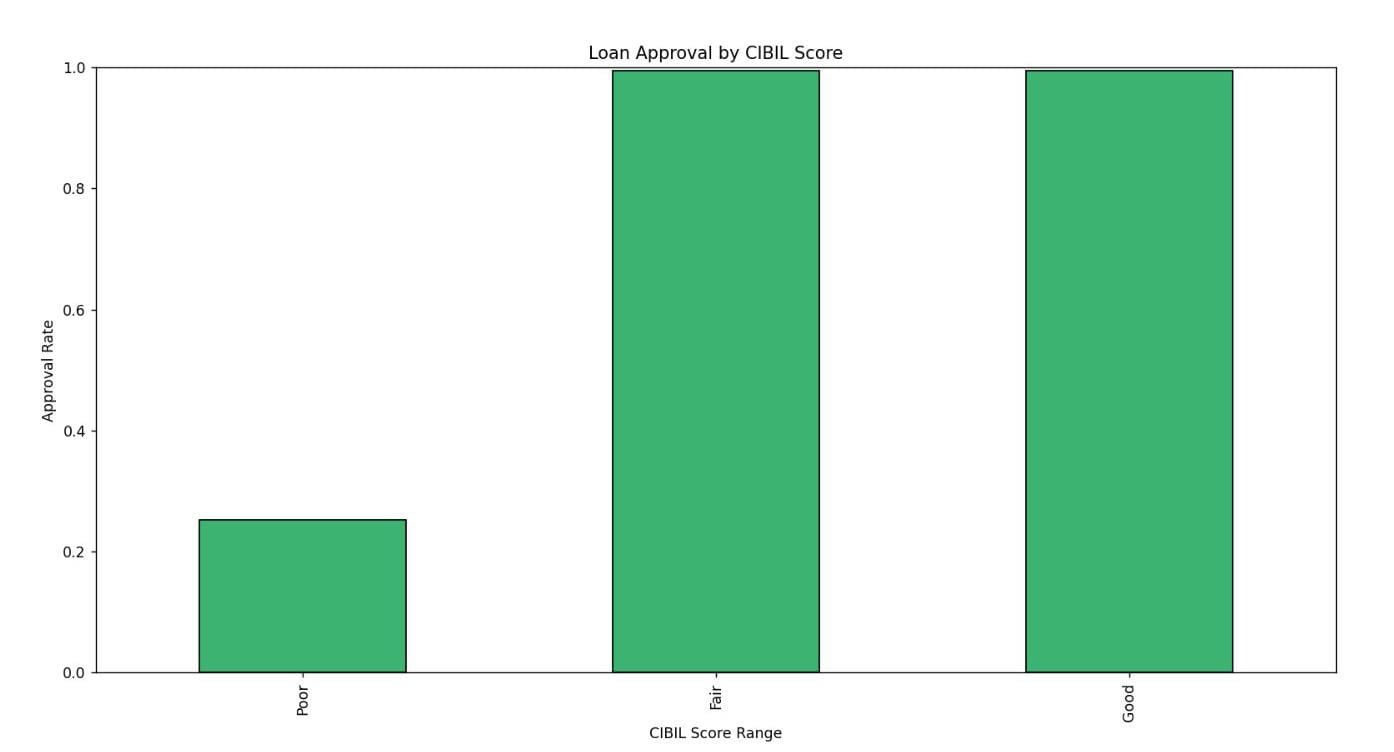 Loan Approval by CIBIL Score
1.0
0.8
0.6
0.4
0.2
0.0
Approval Rate
Poor
Fair
Good
CIBIL Score Range